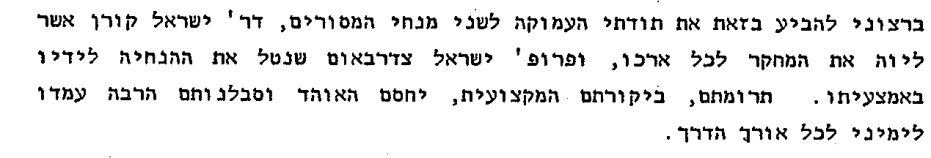 ברצוני להביע בזאת את תודתי העמוקה לשני מנחי המסורים, דר' ישראל קורן אשר
ליוה את המחקר לכל ארכו, ופרופ' ישראל צדרבאום שנטל את ההנחיה לידיו
באמצעיתו. תרומתם, ביקורתם המקצועית, יחסם האוהד וסבלנותם הרבה עמדו
לימיני לכל אורך הדרך.